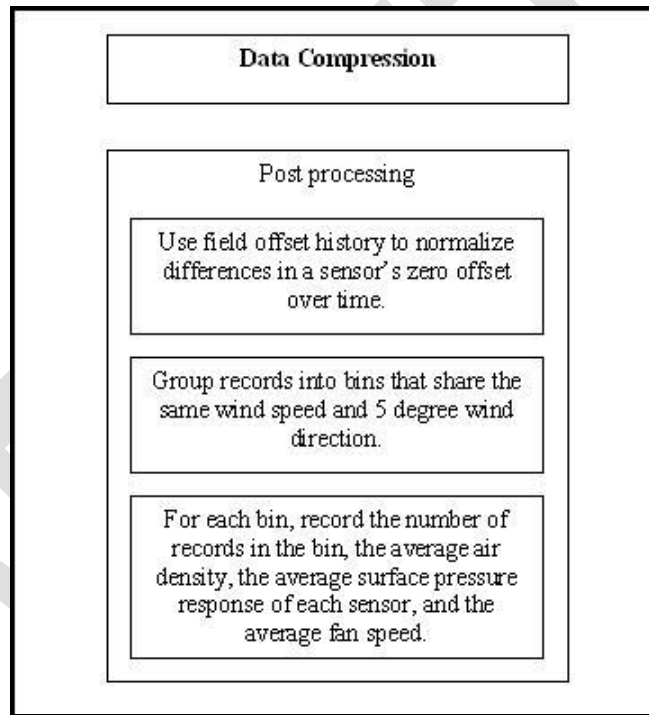 Data Compression
Post processing
Use field offset history to normalize
differences in a sensor's zero offset
over time.
Group records into bins that share the
same wind speed and 5 degree wind
direction.
For each bin, record the number of
records in the bin, the average air
density, the average surface pressure
response of each sensor, and the
average fan speed.